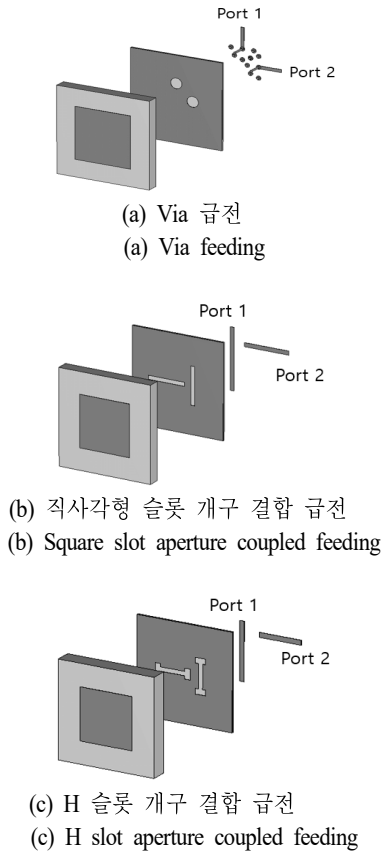 Port 1
Port 2
(a) Via 급전
(a) Via feeding
Port 1
Port 2
(b) 직사각형 슬롯 개구 결합 급전
(b) Square slot aperture coupled feeding
Port 1
Port 2
(c) H 슬롯 개구 결합 급전
(c) H slot aperture coupled feeding